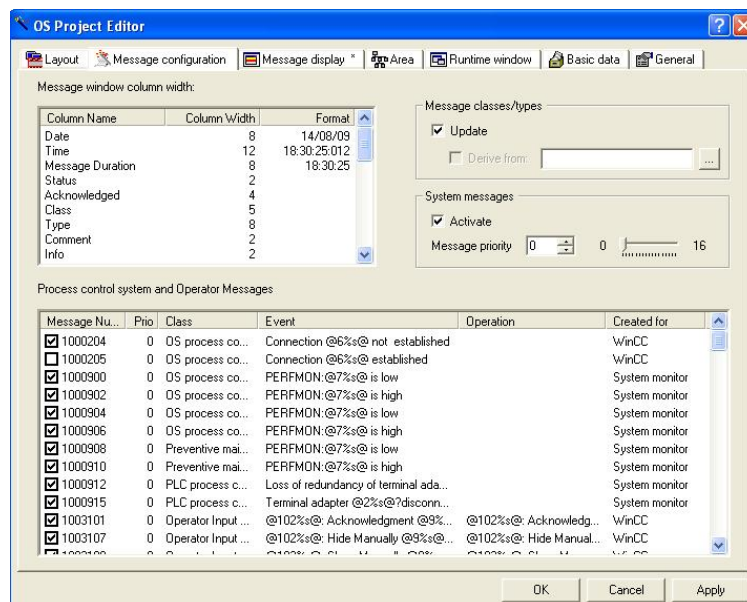 OS Project Editor
Layout Message configuration Message display * Area Runtime window Basic data General
Message window column width:
Column Name Column Width Format
Date 8 14/08/09
Time 12 18:30:25:012
Message Duration 8 18:30:25
Status 2
Acknowledged 4
Class 5
Type 8
Comment 2
Info 2
Message classes/types
Update
Derive from: ...
System messages
Activate
Message priority 0 0 16
Process control system and Operator Messages
Message Nu... Prio Class Event Operation Created for
1000204 0 OS process co... Connection @6%s@ not established WinCC
1000205 0 OS process co... Connection @6%s@ established WinCC
1000900 0 OS process co... PERFMON:@7%s@ is low System monitor
1000902 0 OS process co... PERFMON:@7%s@ is high System monitor
1000904 0 OS process co... PERFMON:@7%s@ is low System monitor
1000906 0 OS process co... PERFMON:@7%s@ is high System monitor
1000908 0 Preventive mai... PERFMON:@7%s@ is low System monitor
1000910 0 Preventive mai... PERFMON:@7%s@ is high System monitor
1000912 0 PLC process c... Loss of redundancy of terminal ada... System monitor
1000915 0 PLC process c... Terminal adapter @2%s@?disconn... System monitor
1003101 0 Operator Input ... @102%s@: Acknowledgment @9%... @102%s@: Acknowledg... WinCC
1003107 0 Operator Input ... @102%s@: Hide Manually @9%s@... @102%s@: Hide Manual... WinCC
OK Cancel Apply